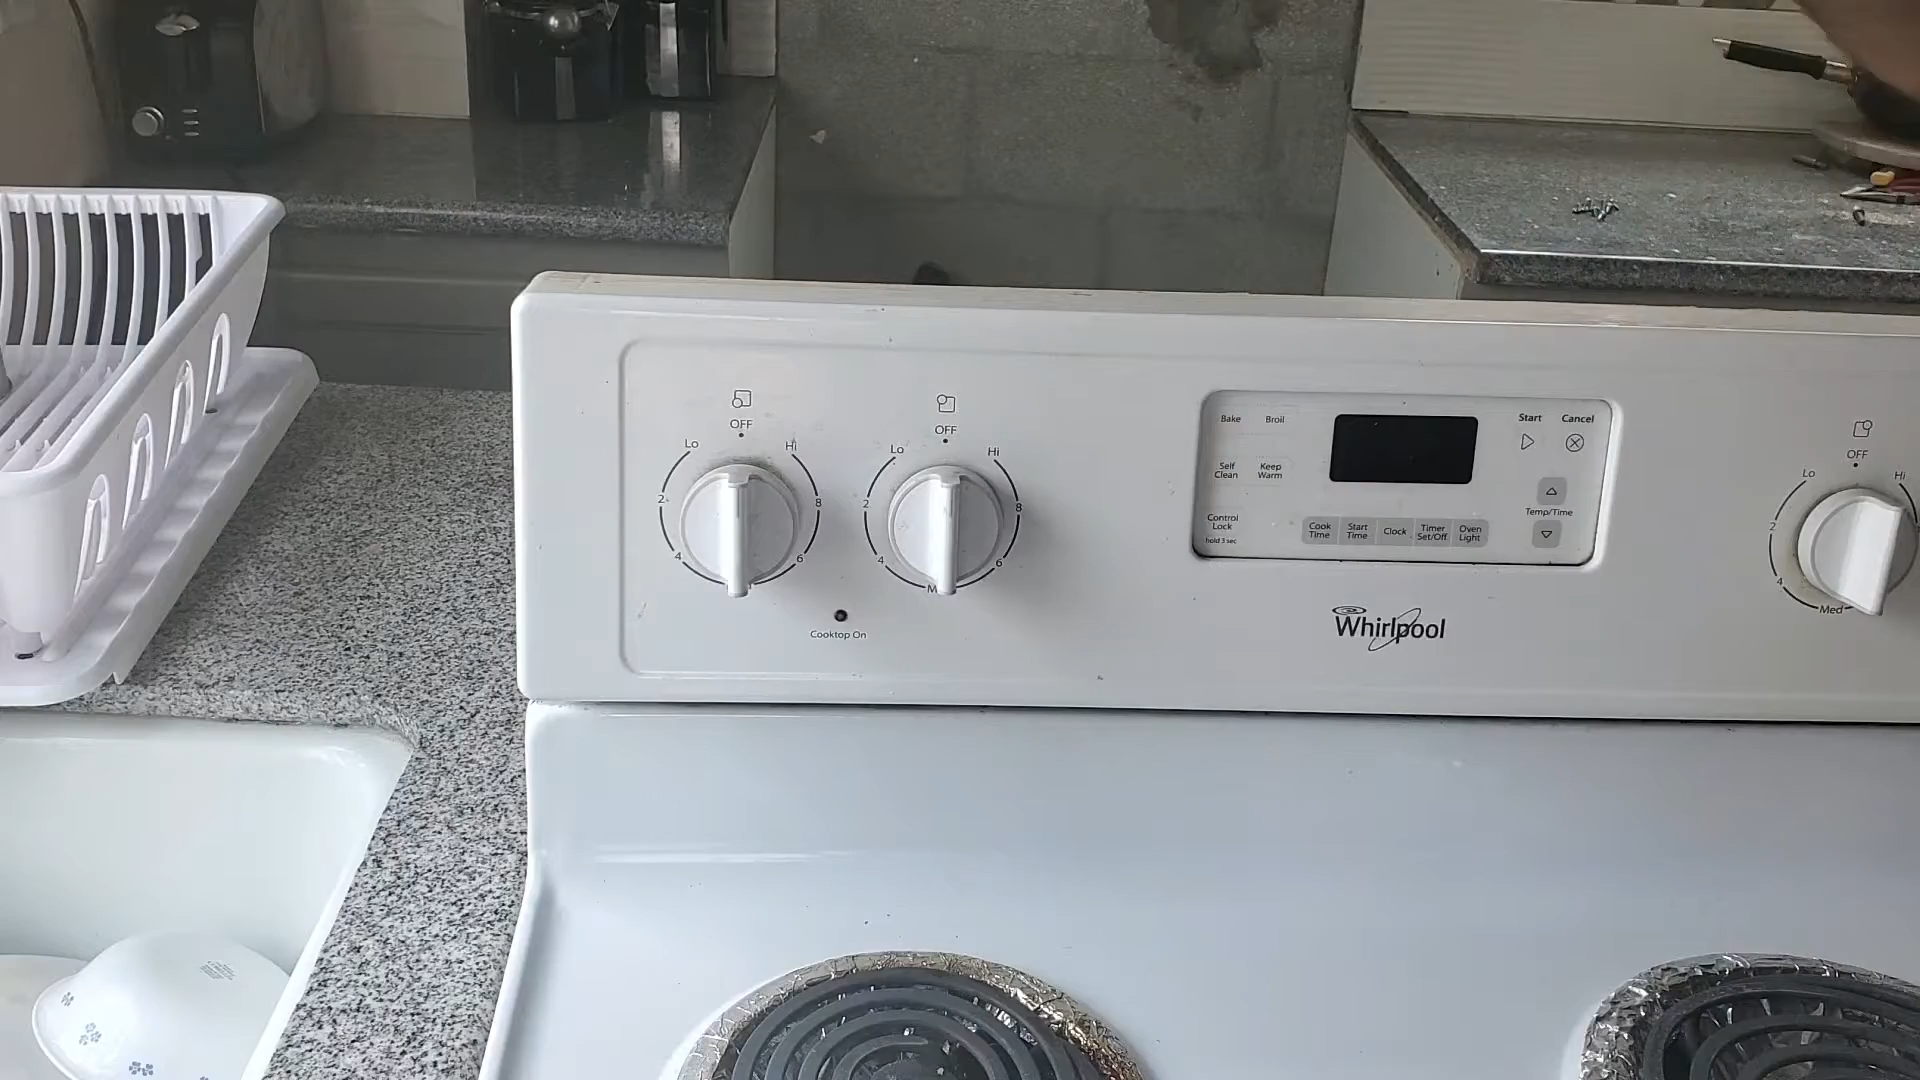 OFF
Lo
Hi
2
8
4
6
OFF
Lo
Hi
2
8
4
6
M
Cooktop On
Bake
Broil
Self
Clean
Keep
Warm
Control
Lock
hold 3 sec
Cook
Time
Start
Time
Clock
Timer
Set/Off
Oven
Light
Start
Cancel
Temp/Time
Whirlpool
OFF
Lo
Hi
2
4
Med